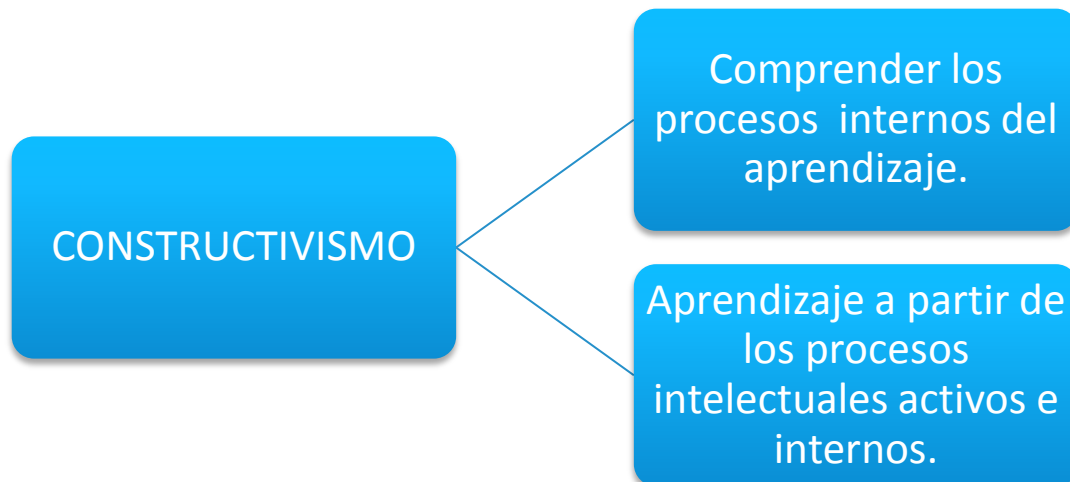 CONSTRUCTIVISMO
Comprender los
procesos  internos del
aprendizaje.
Aprendizaje a partir de
los procesos
intelectuales activos e
internos.